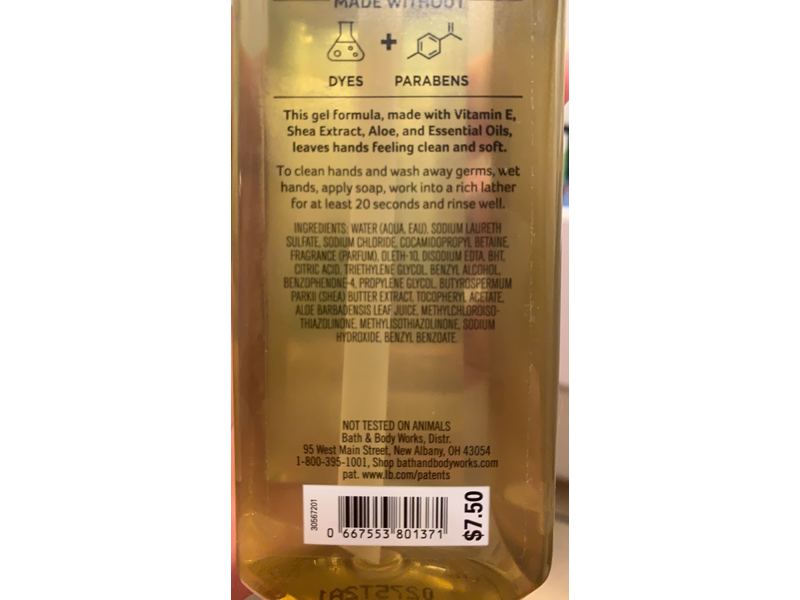 MADE WITHOUT
+
DYES PARABENS
This gel formula, made with Vitamin E,
Shea Extract, Aloe, and Essential Oils,
leaves hands feeling clean and soft.
To clean hands and wash away germs, wet
hands, apply soap, work into a rich lather
for at least 20 seconds and rinse well.
INGREDIENTS: WATER (AQUA, EAU), SODIUM LAURETH
SULFATE, SODIUM CHLORIDE, COCAMIDOPROPYL BETAINE,
FRAGRANCE (PARFUM), OLETH-10, DISODIUM EDTA, BHT,
CITRIC ACID, TRIETHYLENE GLYCOL, BENZYL ALCOHOL,
BENZOPHENONE-4, PROPYLENE GLYCOL, BUTYROSPERMUM
PARKII (SHEA) BUTTER EXTRACT, TOCOPHERYL ACETATE,
ALOE BARBADENSIS LEAF JUICE, METHYLCHLOROISO-
THIAZOLINONE, METHYLISOTHIAZOLINONE, SODIUM
HYDROXIDE, BENZYL BENZOATE.
NOT TESTED ON ANIMALS
Bath & Body Works, Distr.
95 West Main Street, New Albany, OH 43054
1-800-395-1001, Shop bathandbodyworks.com
pat. www.lb.com/patents
30567201
0 667553 801371
$7.50